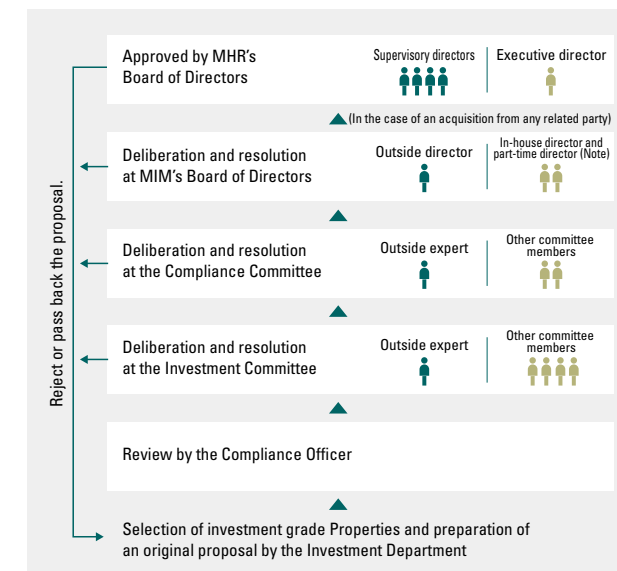 Approved by MHR's
Board of Directors
Supervisory directors
Executive director
(In the case of an acquisition from any related party)
Deliberation and resolution
at MIM's Board of Directors
Outside director
In-house director and
part-time director (Note)
Deliberation and resolution
at the Compliance Committee
Outside expert
Other committee
members
Deliberation and resolution
at the Investment Committee
Outside expert
Other committee
members
Review by the Compliance Officer
Selection of investment grade Properties and preparation of
an original proposal by the Investment Department
Reject or pass back the proposal.